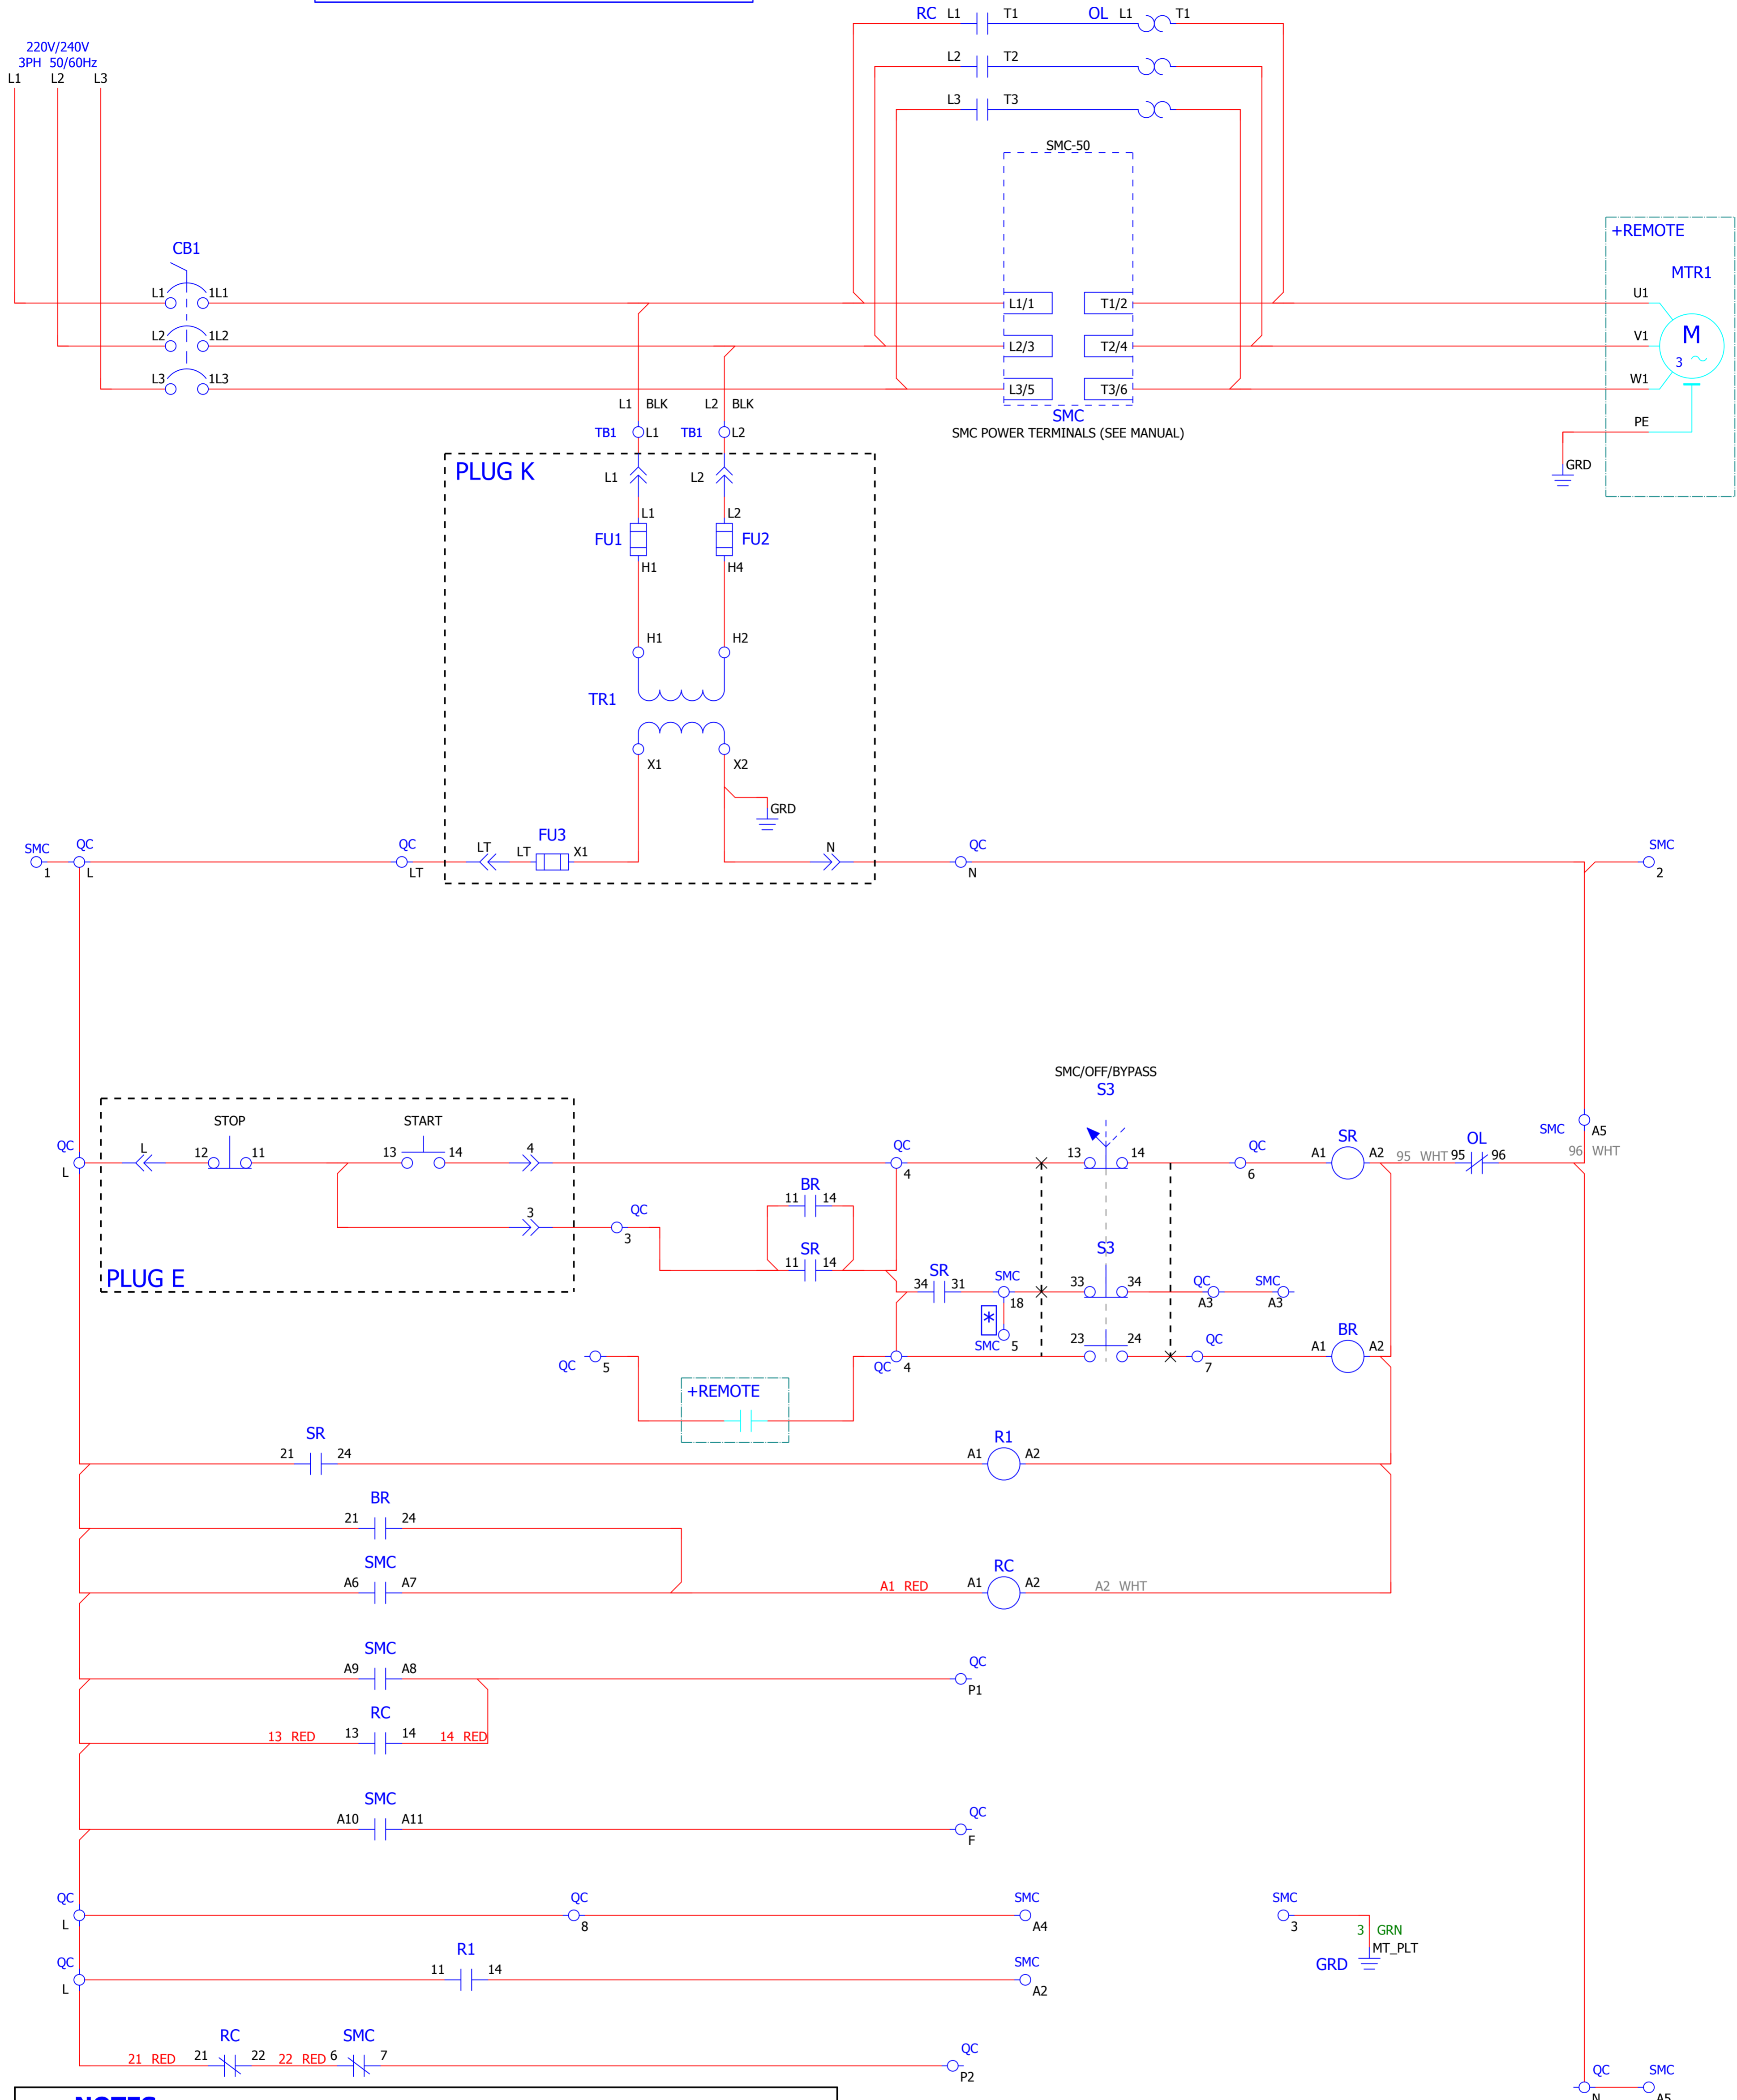 RC L1 T1 OL L1 T1
220V/240V
3PH 50/60Hz
L1 L2 L3
L2 T2
L3 T3
SMC-50
+REMOTE
MTR1
CB1
L1 1L1 L1/1 T1/2 U1
L2 1L2 L2/3 T2/4 V1
M
3
L3 1L3 L3/5 T3/6 W1
L1 BLK L2 BLK
SMC
SMC POWER TERMINALS (SEE MANUAL)
PE
TB1 L1 TB1 L2
GRD
PLUG K
L1 L2
L1 L2
FU1 FU2
H1 H4
H1 H2
TR1
X1 X2
GRD
SMC QC QC LT LT FU3 X1 N QC SMC
1 L LT N 2
SMC/OFF/BYPASS
S3
STOP START
QC L 12 11 13 14 4 QC 13 14 QC SR A1 A2 95 WHT 95 OL 96 SMC A5
96 WHT
L 4 6
BR
11 14
3 QC
3
SR
11 14
S3
PLUG E
SR
34 31 SMC 33 34 QC SMC
18 A3 A3
*
SMC 5
23 24 QC BR
A1 A2
QC 5 QC 4 7
+REMOTE
SR R1
21 24 A1 A2
BR
21 24
SMC RC
A6 A7 A1 RED A1 A2 A2 WHT
SMC
A9 A8 QC
P1
RC
13 RED 13 14 14 RED
SMC
A10 A11 QC
F
QC QC SMC SMC
L 8 A4 3
3 GRN
MT_PLT
GRD
QC R1 SMC
L 11 14 A2
RC SMC
21 RED 21 22 22 RED 6 7 QC
P2
QC SMC
N A5
NOTES